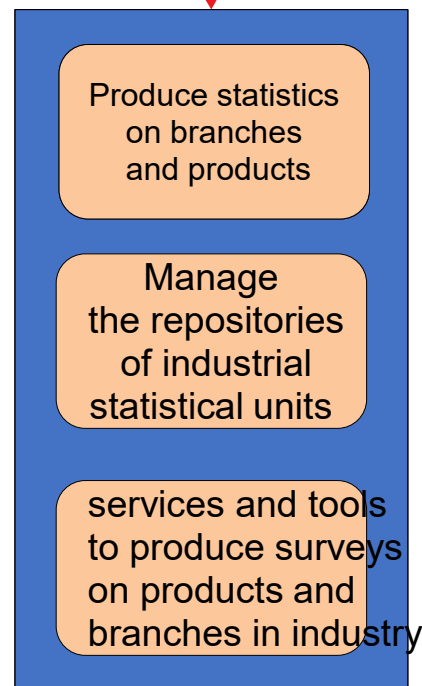 Produce statistics
on branches
and products
Manage
the repositories
of industrial
statistical units
services and tools
to produce surveys
on products and
branches in industry